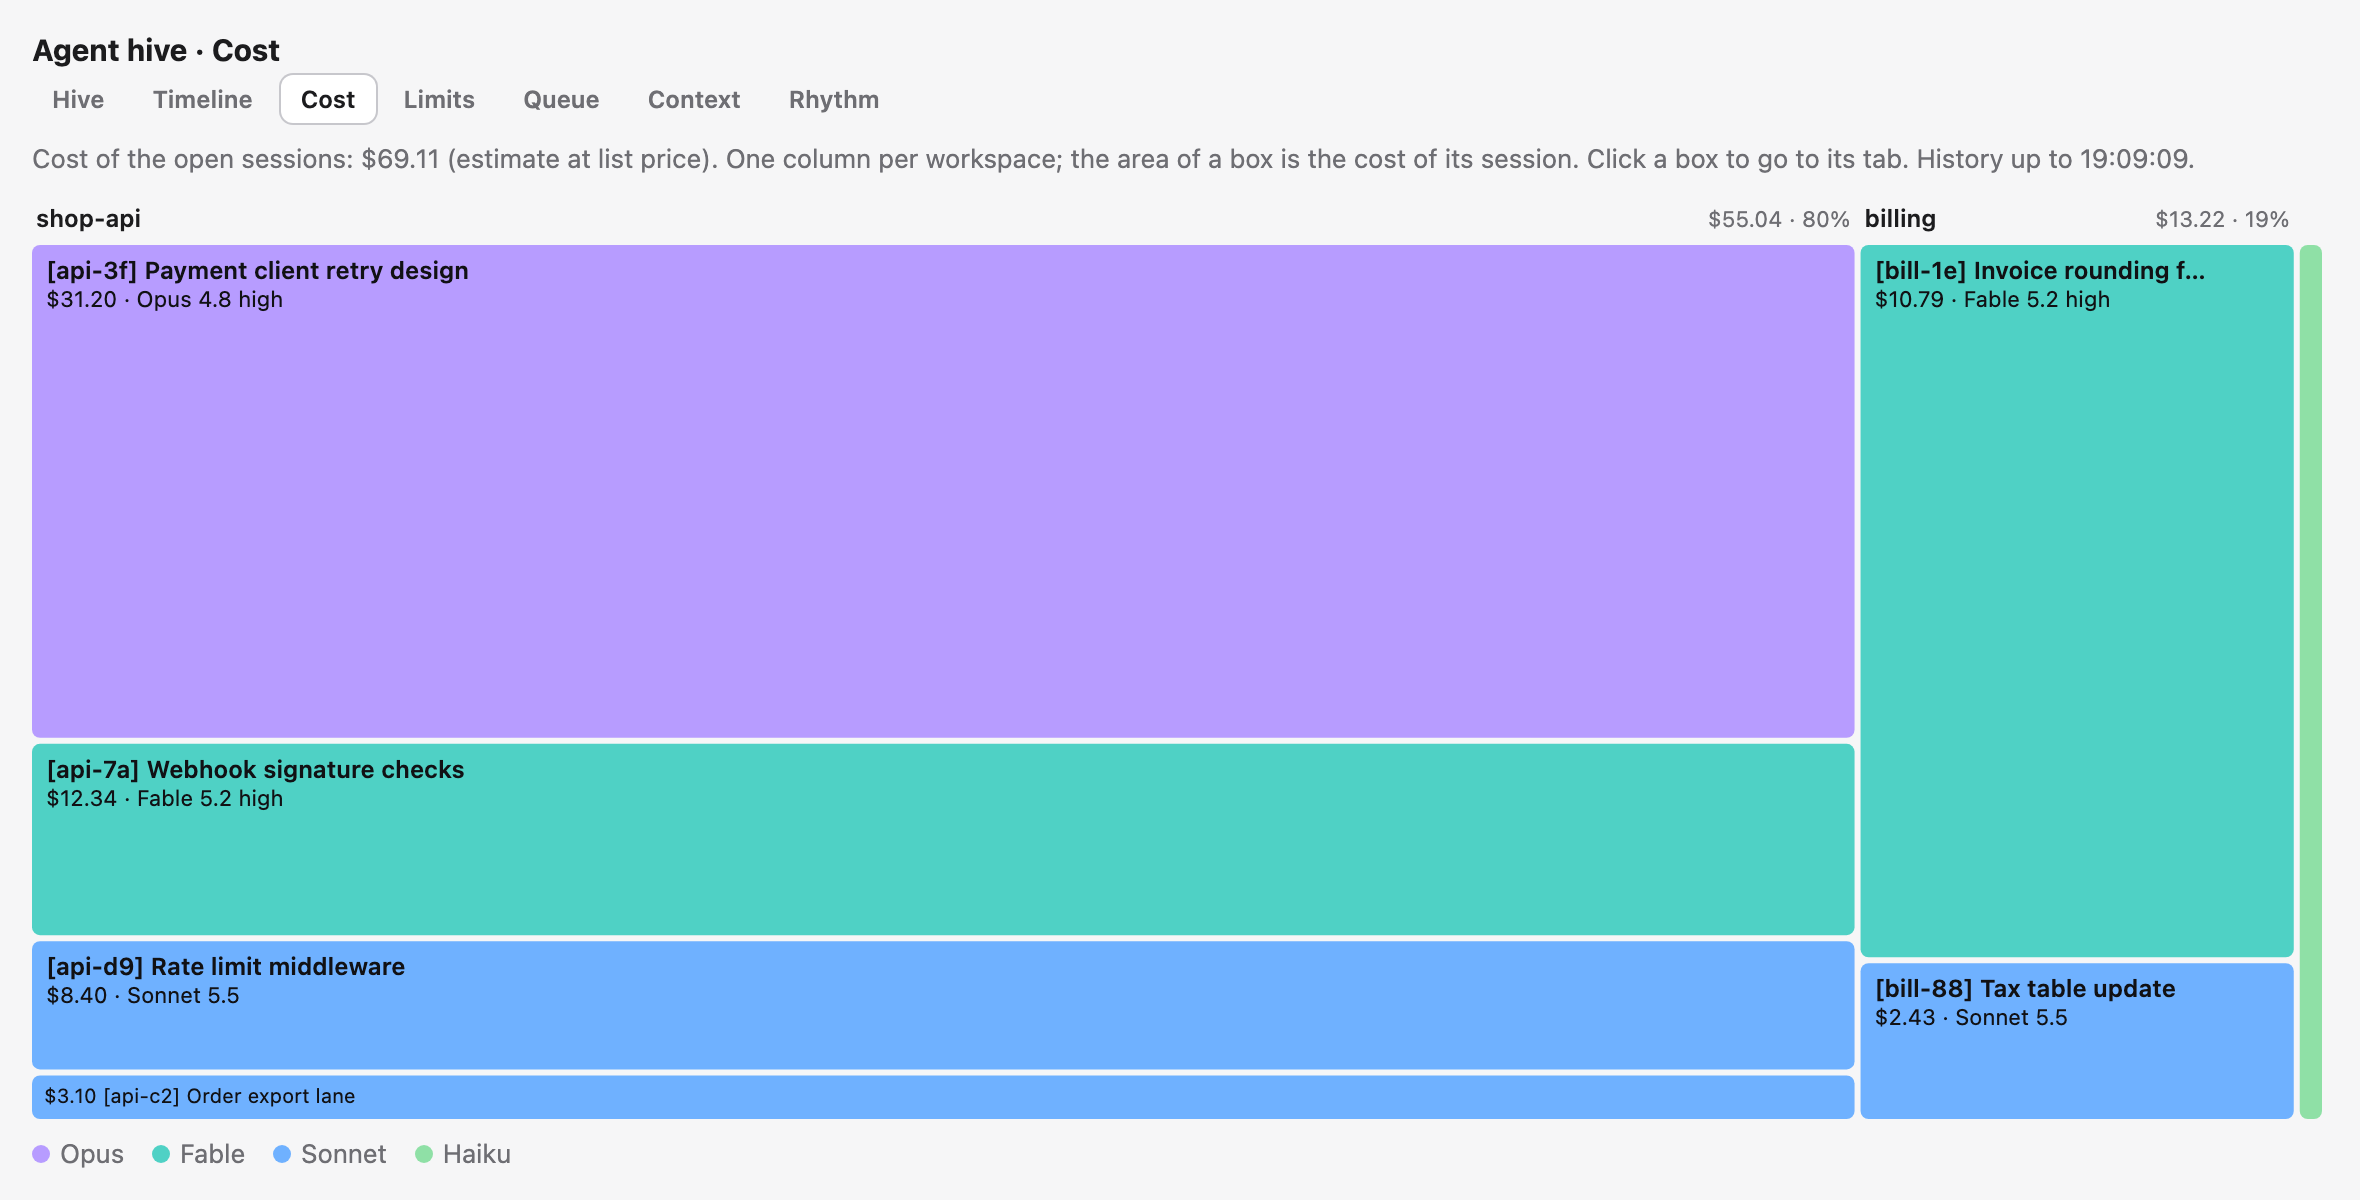 Agent hive · Cost
Hive Timeline Cost Limits Queue Context Rhythm
Cost of the open sessions: $69.11 (estimate at list price). One column per workspace; the area of a box is the cost of its session. Click a box to go to its tab. History up to 19:09:09.
shop-api $55.04 · 80%
[api-3f] Payment client retry design
$31.20 · Opus 4.8 high
[api-7a] Webhook signature checks
$12.34 · Fable 5.2 high
[api-d9] Rate limit middleware
$8.40 · Sonnet 5.5
$3.10 [api-c2] Order export lane
billing $13.22 · 19%
[bill-1e] Invoice rounding f...
$10.79 · Fable 5.2 high
[bill-88] Tax table update
$2.43 · Sonnet 5.5
Opus Fable Sonnet Haiku